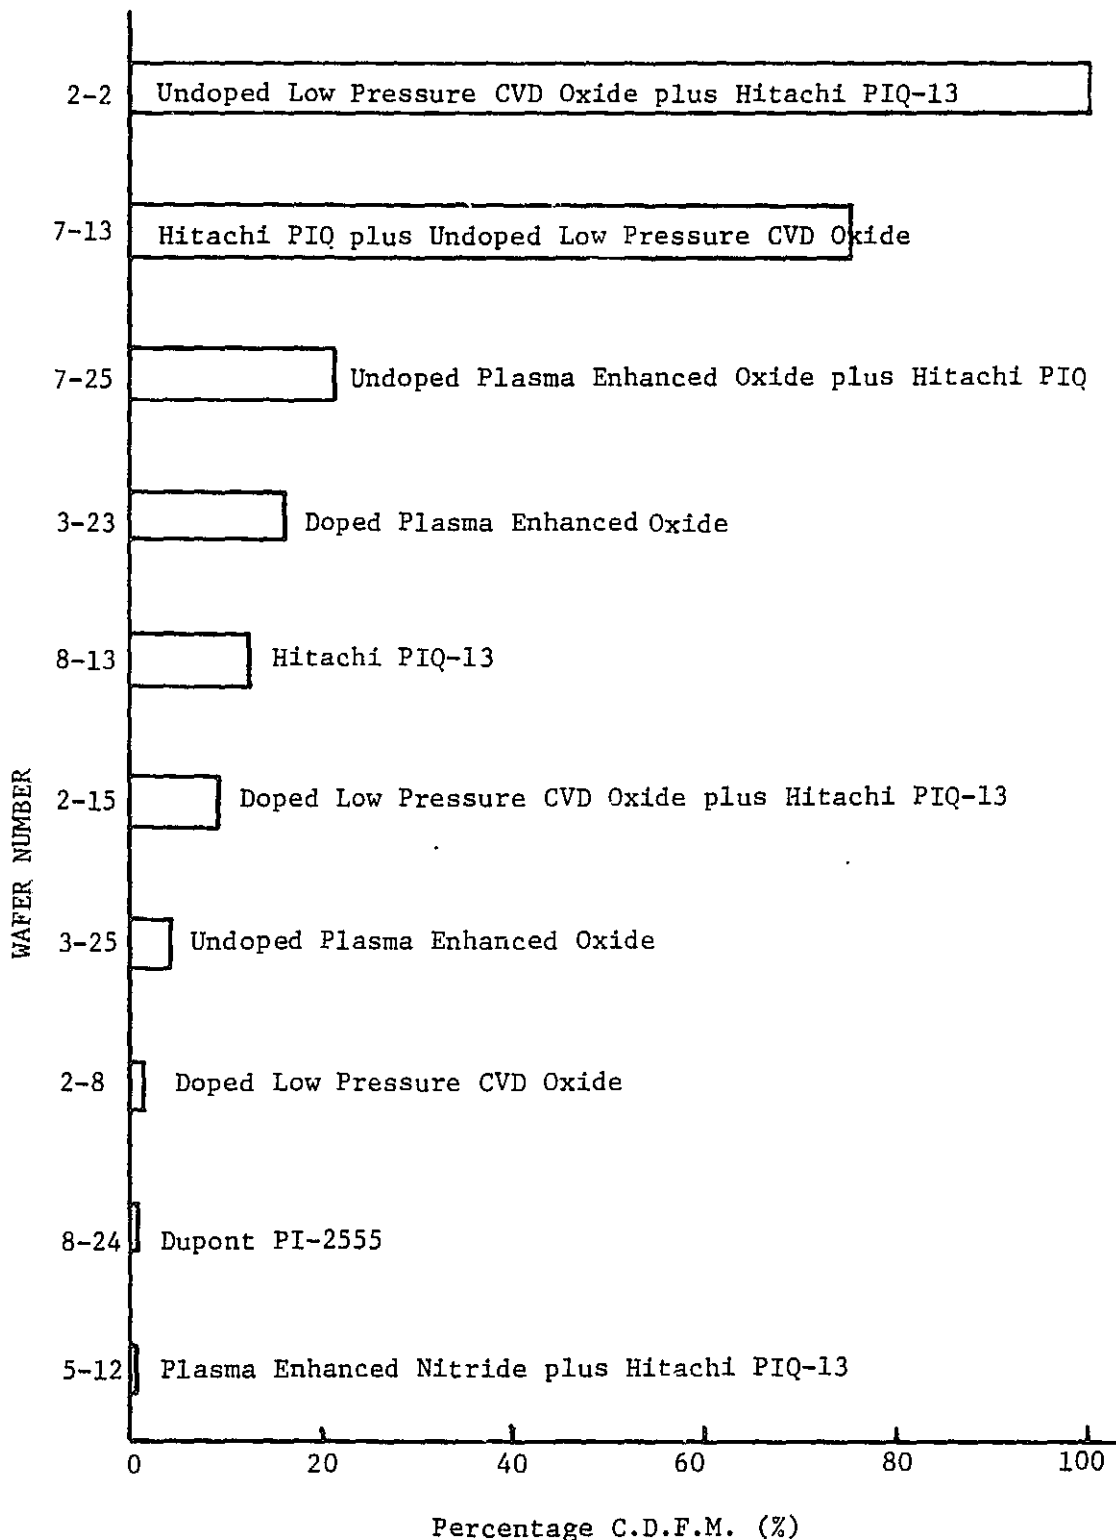 2-2 Undoped Low Pressure CVD Oxide plus Hitachi PIQ-13
7-13 Hitachi PIQ plus Undoped Low Pressure CVD Oxide
7-25 Undoped Plasma Enhanced Oxide plus Hitachi PIQ
3-23 Doped Plasma Enhanced Oxide
8-13 Hitachi PIQ-13
2-15 Doped Low Pressure CVD Oxide plus Hitachi PIQ-13
WAFER NUMBER
3-25 Undoped Plasma Enhanced Oxide
2-8 Doped Low Pressure CVD Oxide
8-24 Dupont PI-2555
5-12 Plasma Enhanced Nitride plus Hitachi PIQ-13
0 20 40 60 80 100
Percentage C.D.F.M. (%)